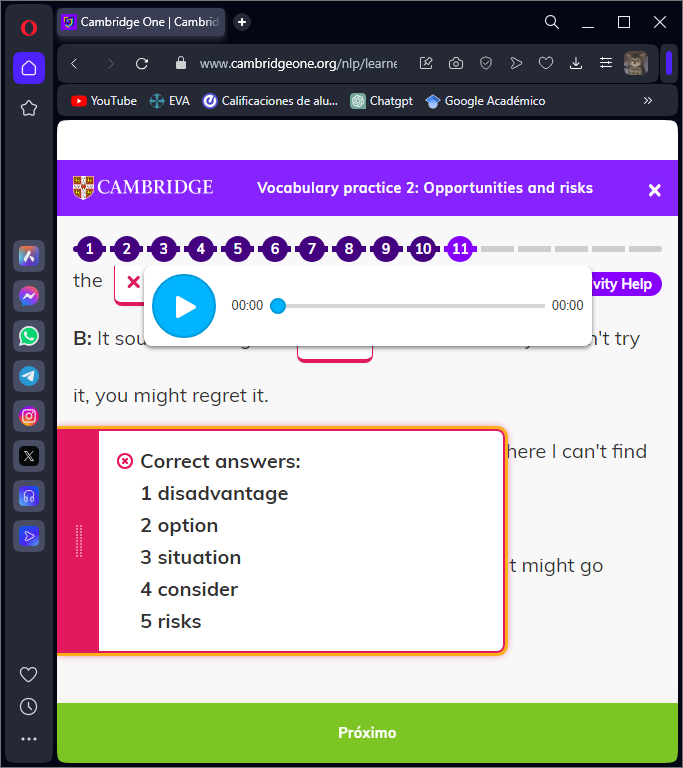 Cambridge One | Cambrid
www.cambridgeone.org/nlp/learne
YouTube
EVA
Calificaciones de alu...
Chatgpt
Google Académico
CAMBRIDGE
Vocabulary practice 2: Opportunities and risks
1 2 3 4 5 6 7 8 9 10 11
the
vity Help
00:00 00:00
B: It sou
n't try
it, you might regret it.
here I can't find
Correct answers:
1 disadvantage
2 option
3 situation
4 consider
5 risks
t might go
Próximo